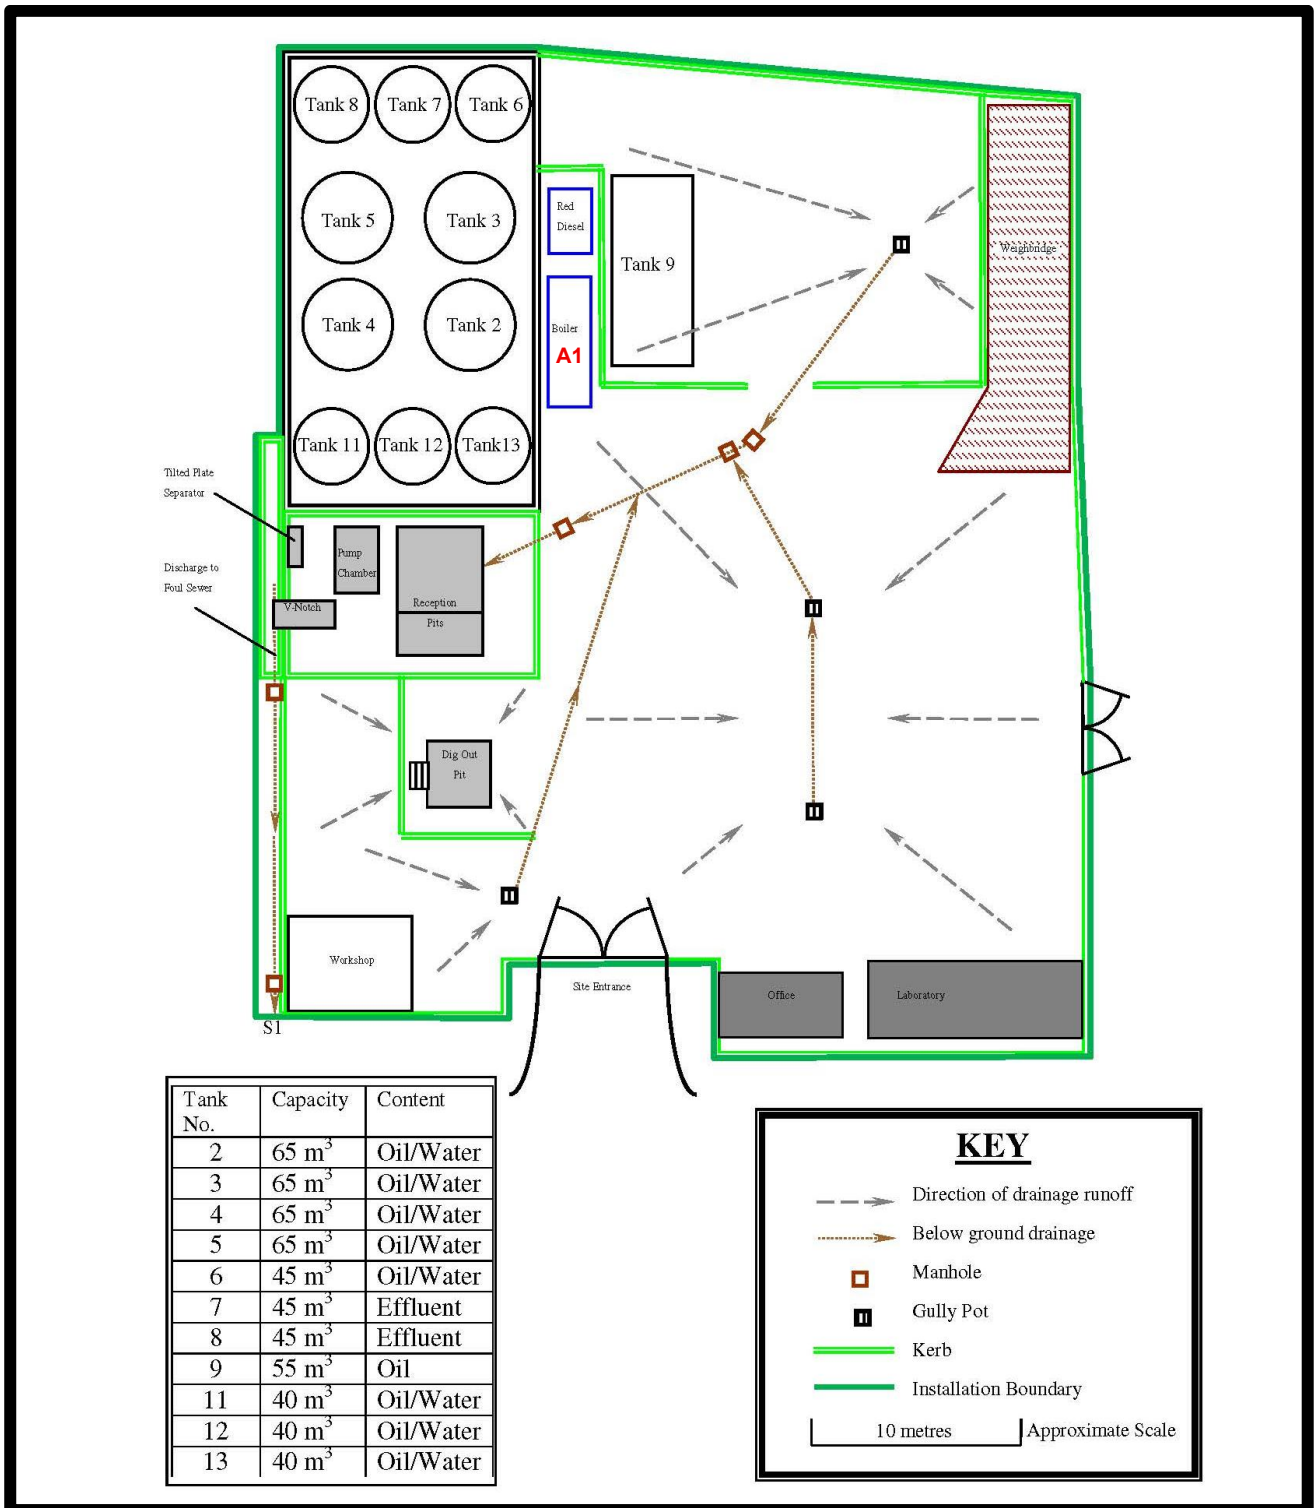 Tank 8 Tank 7 Tank 6
Tank 5 Tank 3
Red
Diesel
Tank 9
Weighbridge
Tank 4 Tank 2
Boiler
A1
Tank 11 Tank 12 Tank13
Tilted Plate
Separator
Pump
Chamber
Discharge to
Foul Sewer
V-Notch
Reception
Pits
Dig Out
Pit
Workshop
Site Entrance
Office
Laboratory
S1
Tank No. Capacity Content
2 65 m³ Oil/Water
3 65 m³ Oil/Water
4 65 m³ Oil/Water
5 65 m³ Oil/Water
6 45 m³ Oil/Water
7 45 m³ Effluent
8 45 m³ Effluent
9 55 m³ Oil
11 40 m³ Oil/Water
12 40 m³ Oil/Water
13 40 m³ Oil/Water
KEY
Direction of drainage runoff
Below ground drainage
Manhole
Gully Pot
Kerb
Installation Boundary
10 metres Approximate Scale